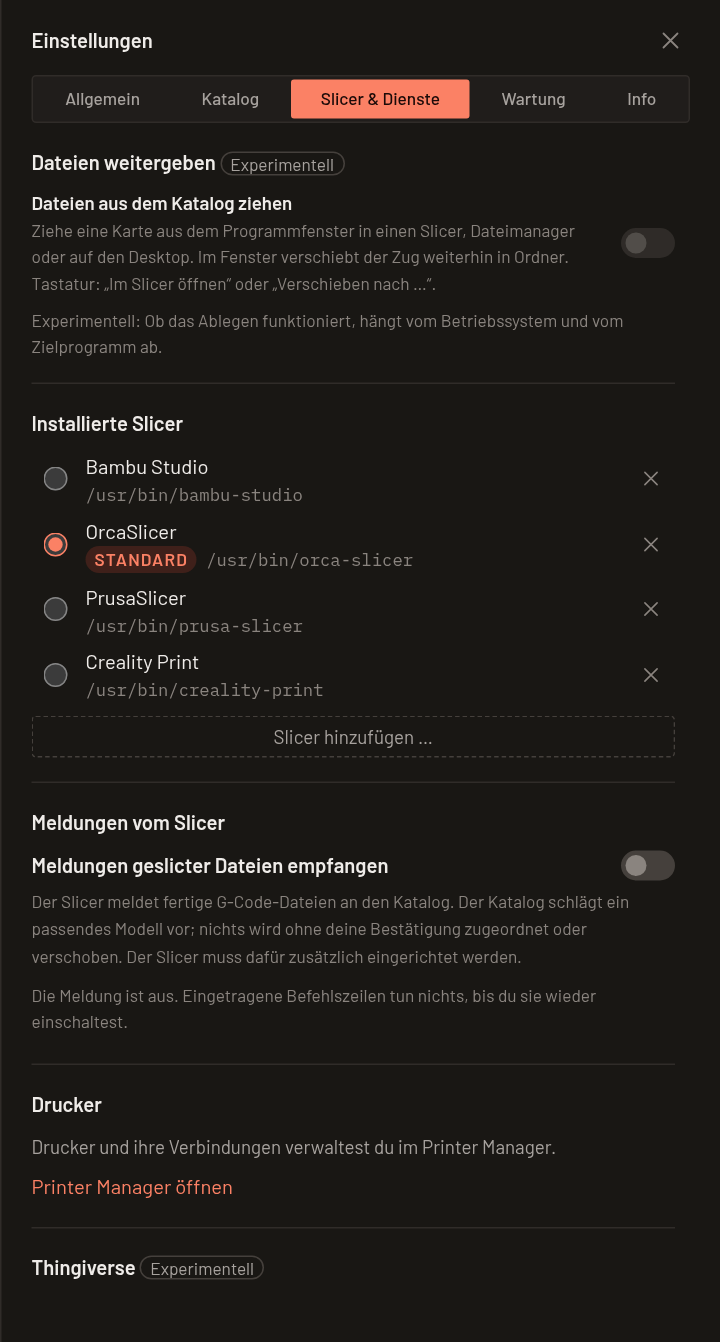 Einstellungen
Allgemein Katalog Slicer & Dienste Wartung Info
Dateien weitergeben Experimentell
Dateien aus dem Katalog ziehen
Ziehe eine Karte aus dem Programmfenster in einen Slicer, Dateimanager
oder auf den Desktop. Im Fenster verschiebt der Zug weiterhin in Ordner.
Tastatur: „Im Slicer öffnen“ oder „Verschieben nach …“.
Experimentell: Ob das Ablegen funktioniert, hängt vom Betriebssystem und vom
Zielprogramm ab.
Installierte Slicer
Bambu Studio
/usr/bin/bambu-studio
OrcaSlicer
STANDARD /usr/bin/orca-slicer
PrusaSlicer
/usr/bin/prusa-slicer
Creality Print
/usr/bin/creality-print
Slicer hinzufügen …
Meldungen vom Slicer
Meldungen geslicter Dateien empfangen
Der Slicer meldet fertige G-Code-Dateien an den Katalog. Der Katalog schlägt ein
passendes Modell vor; nichts wird ohne deine Bestätigung zugeordnet oder
verschoben. Der Slicer muss dafür zusätzlich eingerichtet werden.
Die Meldung ist aus. Eingetragene Befehlszeilen tun nichts, bis du sie wieder
einschaltest.
Drucker
Drucker und ihre Verbindungen verwaltest du im Printer Manager.
Printer Manager öffnen
Thingiverse Experimentell